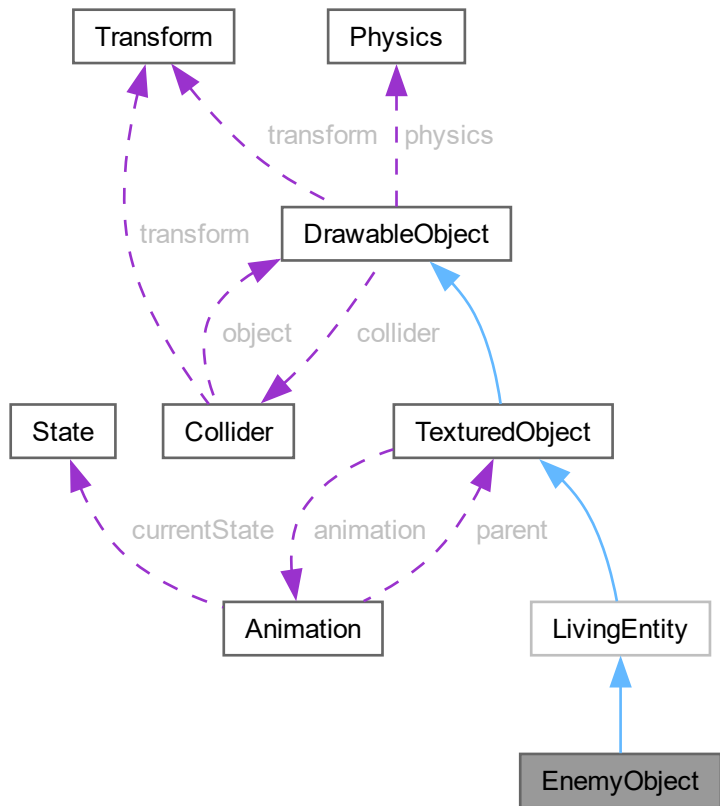 Transform
Physics
transform
physics
DrawableObject
transform
object
collider
State
Collider
TexturedObject
currentState
animation
parent
Animation
LivingEntity
EnemyObject